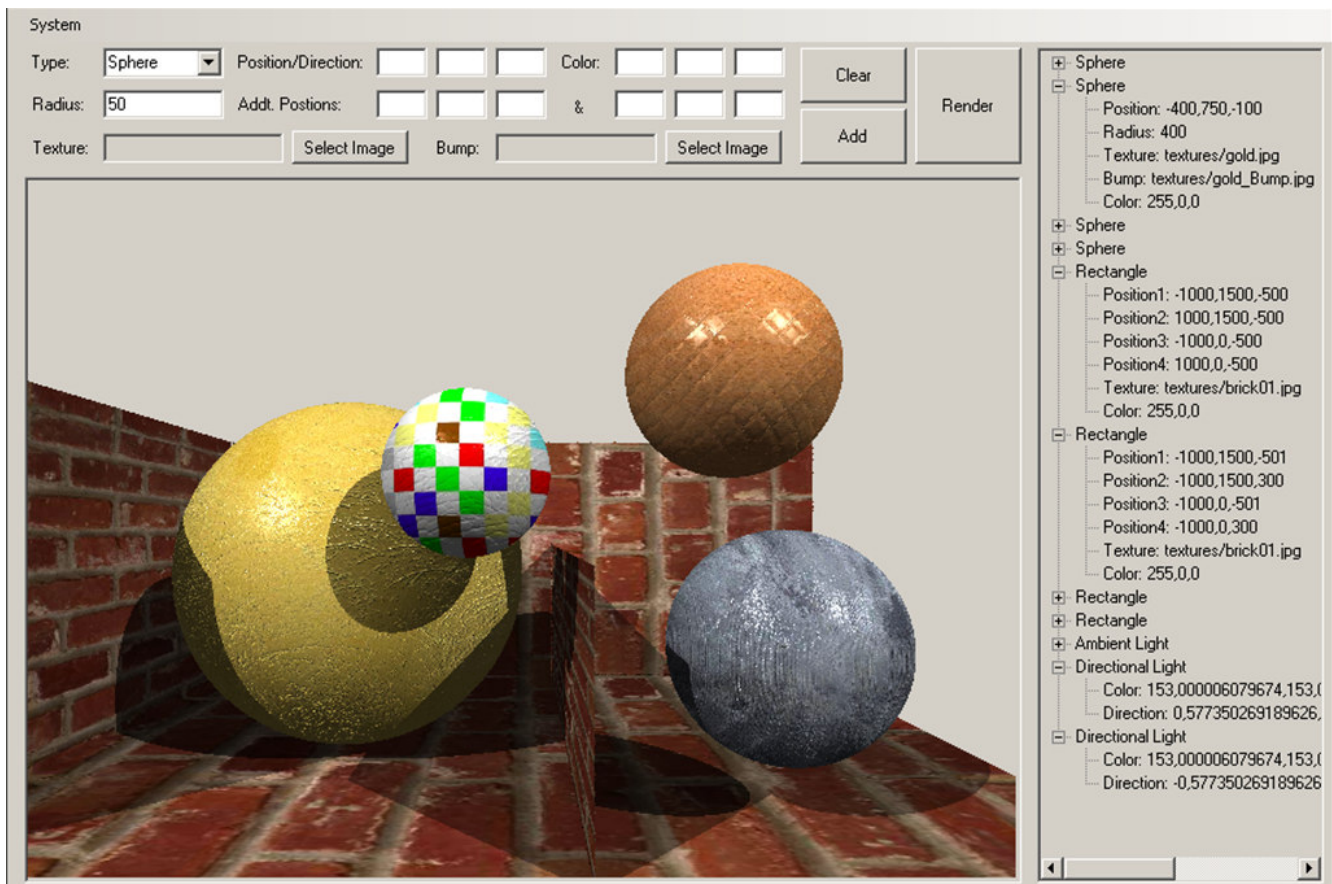 System
Type: Sphere Position/Direction: Color: Clear
Radius: 50 Addt. Postions: & Add Render
Texture: Select Image Bump: Select Image
Sphere
Sphere
Position: -400,750,-100
Radius: 400
Texture: textures/gold.jpg
Bump: textures/gold_Bump.jpg
Color: 255,0,0
Sphere
Sphere
Rectangle
Position1: -1000,1500,-500
Position2: 1000,1500,-500
Position3: -1000,0,-500
Position4: 1000,0,-500
Texture: textures/brick01.jpg
Color: 255,0,0
Rectangle
Position1: -1000,1500,-501
Position2: -1000,1500,300
Position3: -1000,0,-501
Position4: -1000,0,300
Texture: textures/brick01.jpg
Color: 255,0,0
Rectangle
Rectangle
Ambient Light
Directional Light
Color: 153,000006079674,153,(
Direction: 0,577350269189626,
Directional Light
Color: 153,000006079674,153,(
Direction: -0,577350269189626